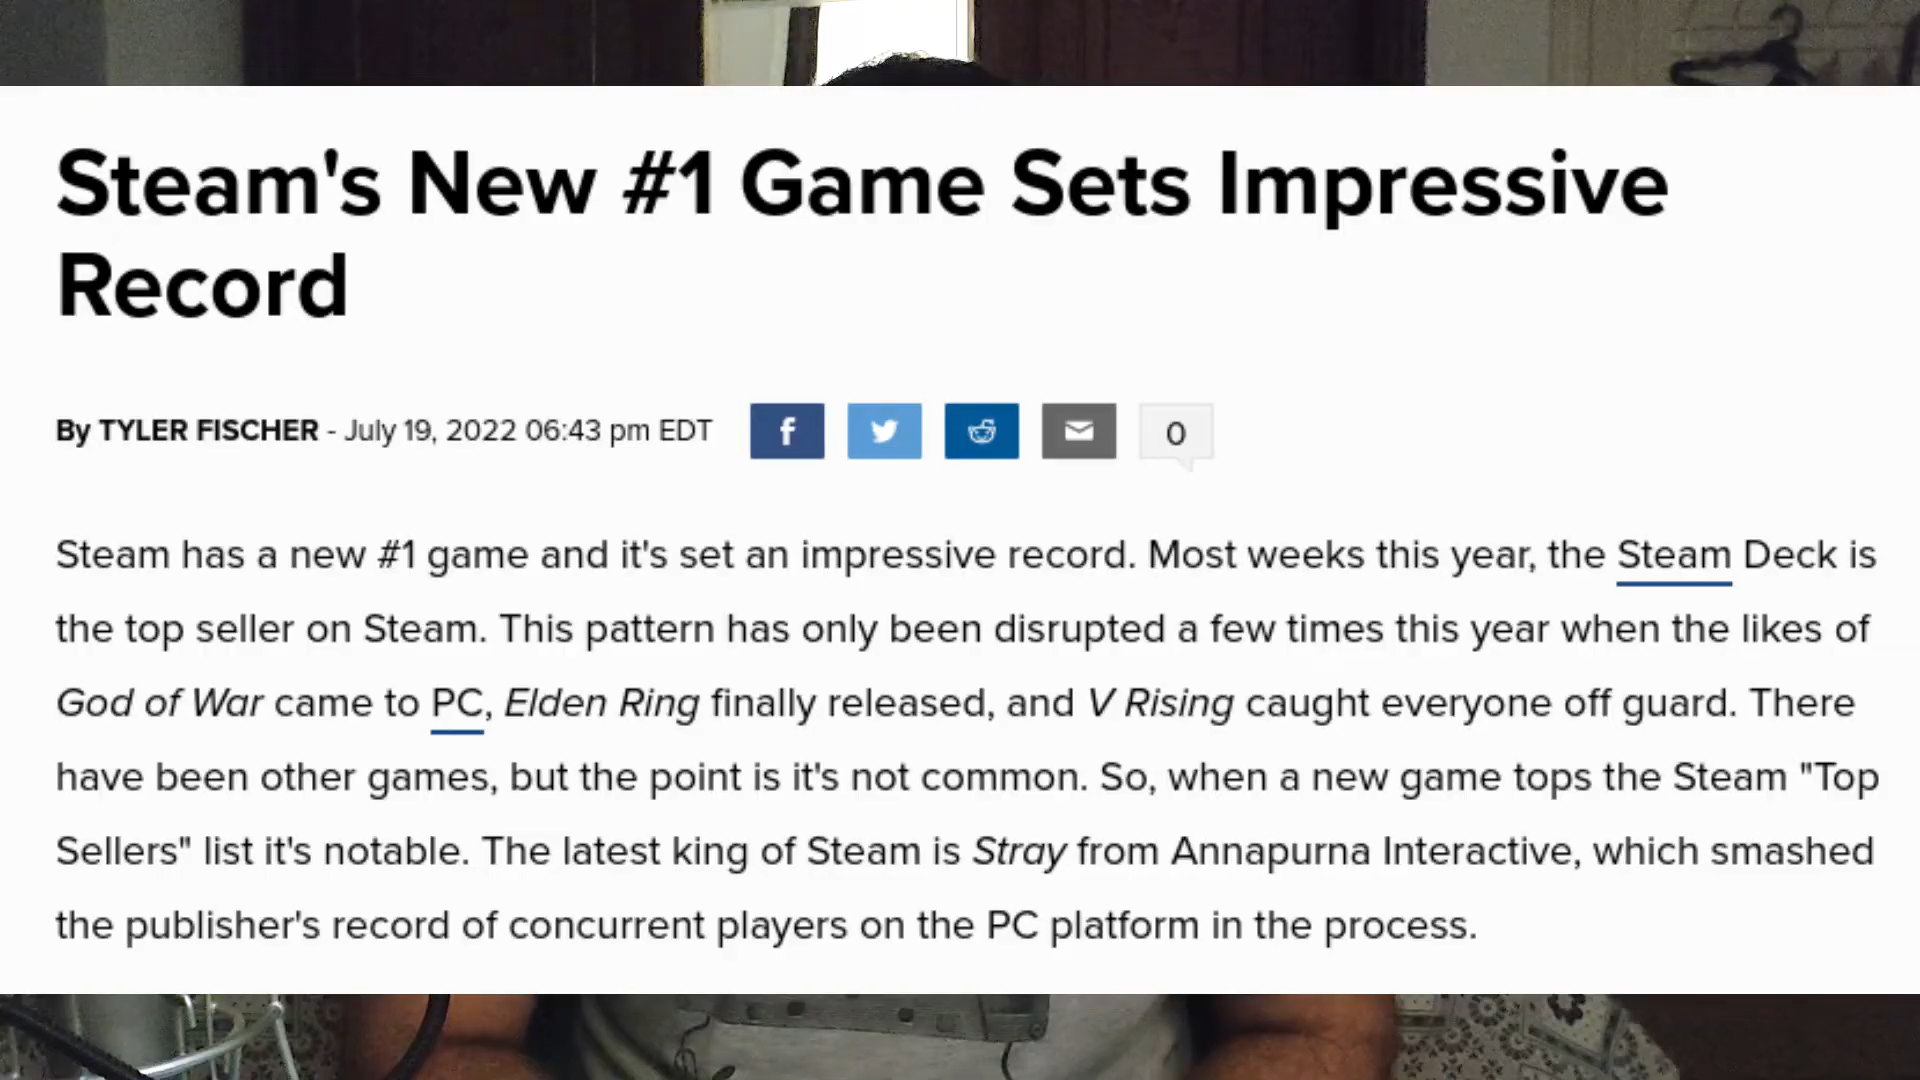 Steam's New #1 Game Sets Impressive
Record
By TYLER FISCHER - July 19, 2022 06:43 pm EDT
f
0
Steam has a new #1 game and it's set an impressive record. Most weeks this year, the Steam Deck is
the top seller on Steam. This pattern has only been disrupted a few times this year when the likes of
God of War came to PC, Elden Ring finally released, and V Rising caught everyone off guard. There
have been other games, but the point is it's not common. So, when a new game tops the Steam "Top
Sellers" list it's notable. The latest king of Steam is Stray from Annapurna Interactive, which smashed
the publisher's record of concurrent players on the PC platform in the process.